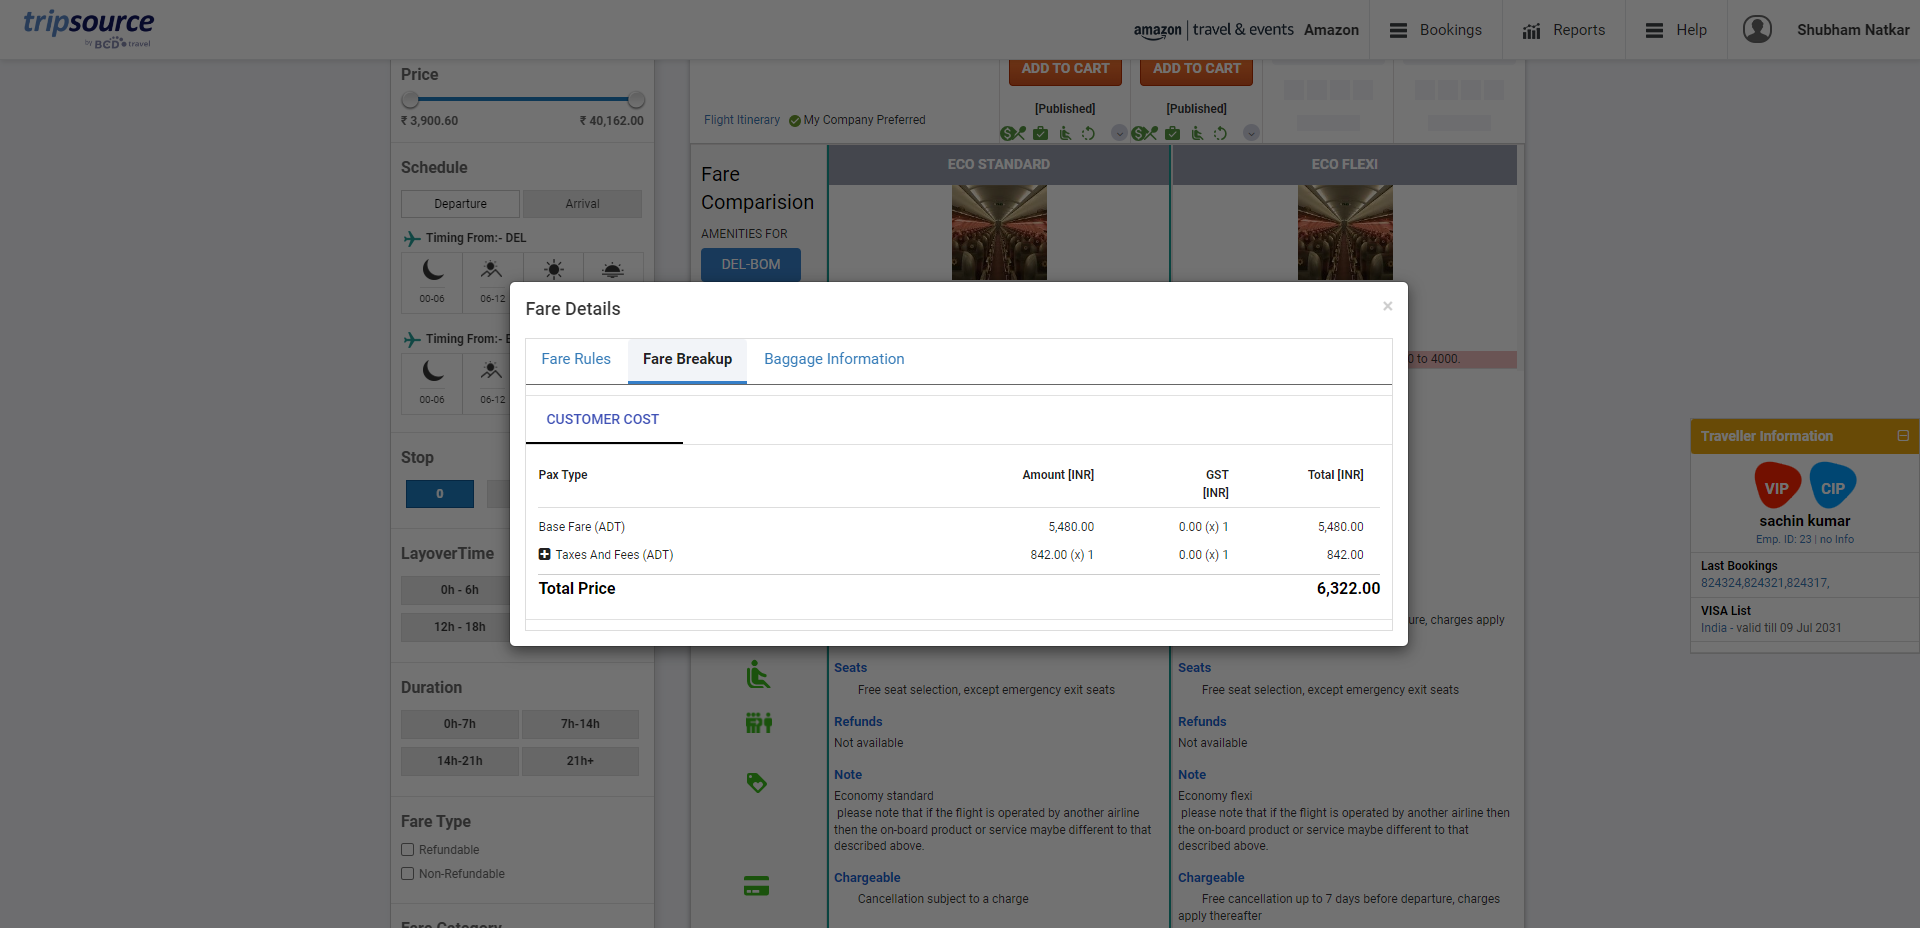 tripsource
by BCD travel
amazon | travel & events Amazon
Bookings
Reports
Help
Shubham Natkar
Price
₹ 3,900.60 ₹ 40,162.00
Schedule
Departure Arrival
Timing From:- DEL
00-06 06-12
Timing From:-
00-06 06-12
Stop
0
LayoverTime
0h - 6h
12h - 18h
Duration
0h-7h 7h-14h
14h-21h 21h+
Fare Type
Refundable
Non-Refundable
Fare Category
ADD TO CART ADD TO CART
[Published] [Published]
Flight Itinerary My Company Preferred
Fare
Comparision
AMENITIES FOR
DEL-BOM
ECO STANDARD ECO FLEXI
0 to 4000.
Fare Details ×
Fare Rules Fare Breakup Baggage Information
CUSTOMER COST
Pax Type Amount [INR] GST [INR] Total [INR]
Base Fare (ADT) 5,480.00 0.00 (x) 1 5,480.00
Taxes And Fees (ADT) 842.00 (x) 1 0.00 (x) 1 842.00
Total Price 6,322.00
ure, charges apply
Seats
Free seat selection, except emergency exit seats
Refunds
Not available
Note
Economy standard
please note that if the flight is operated by another airline
then the on-board product or service maybe different to that
described above.
Chargeable
Cancellation subject to a charge
Seats
Free seat selection, except emergency exit seats
Refunds
Not available
Note
Economy flexi
please note that if the flight is operated by another airline then
the on-board product or service maybe different to that
described above.
Chargeable
Free cancellation up to 7 days before departure, charges
apply thereafter
Traveller Information
VIP CIP
sachin kumar
Emp. ID: 23 | no Info
Last Bookings
824324,824321,824317,
VISA List
India - valid till 09 Jul 2031